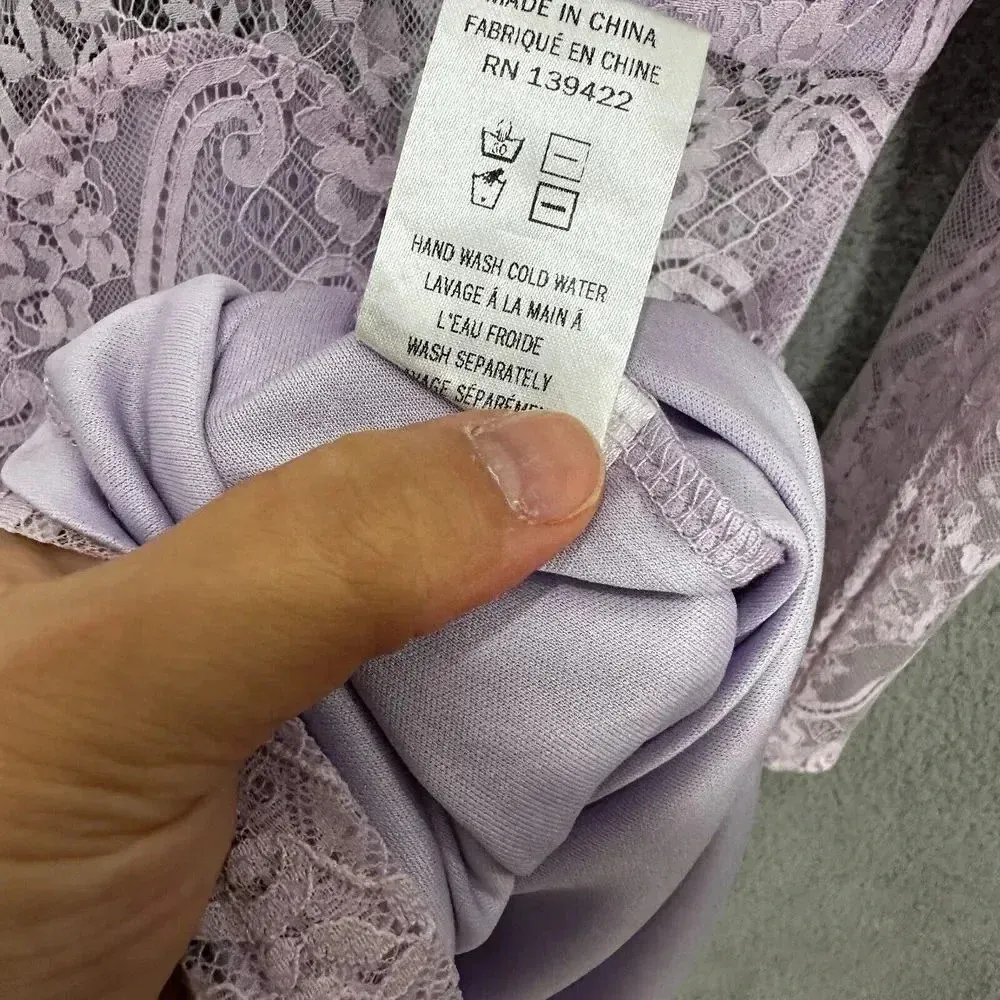 MADE IN CHINA
FABRIQUÉ EN CHINE
RN 139422
30
HAND WASH COLD WATER
LAVAGE Á LA MAIN Á
L'EAU FROIDE
WASH SEPARATELY